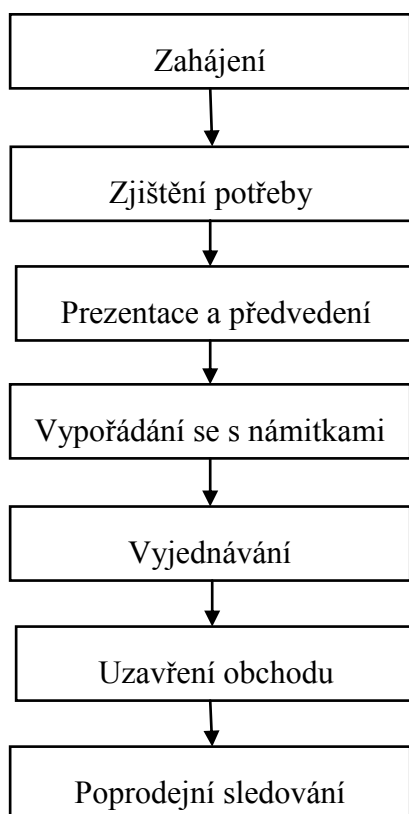 Zahájení
Zjištění potřeby
Prezentace a předvedení
Vypořádání se s námitkami
Vyjednávání
Uzavření obchodu
Poprodejní sledování